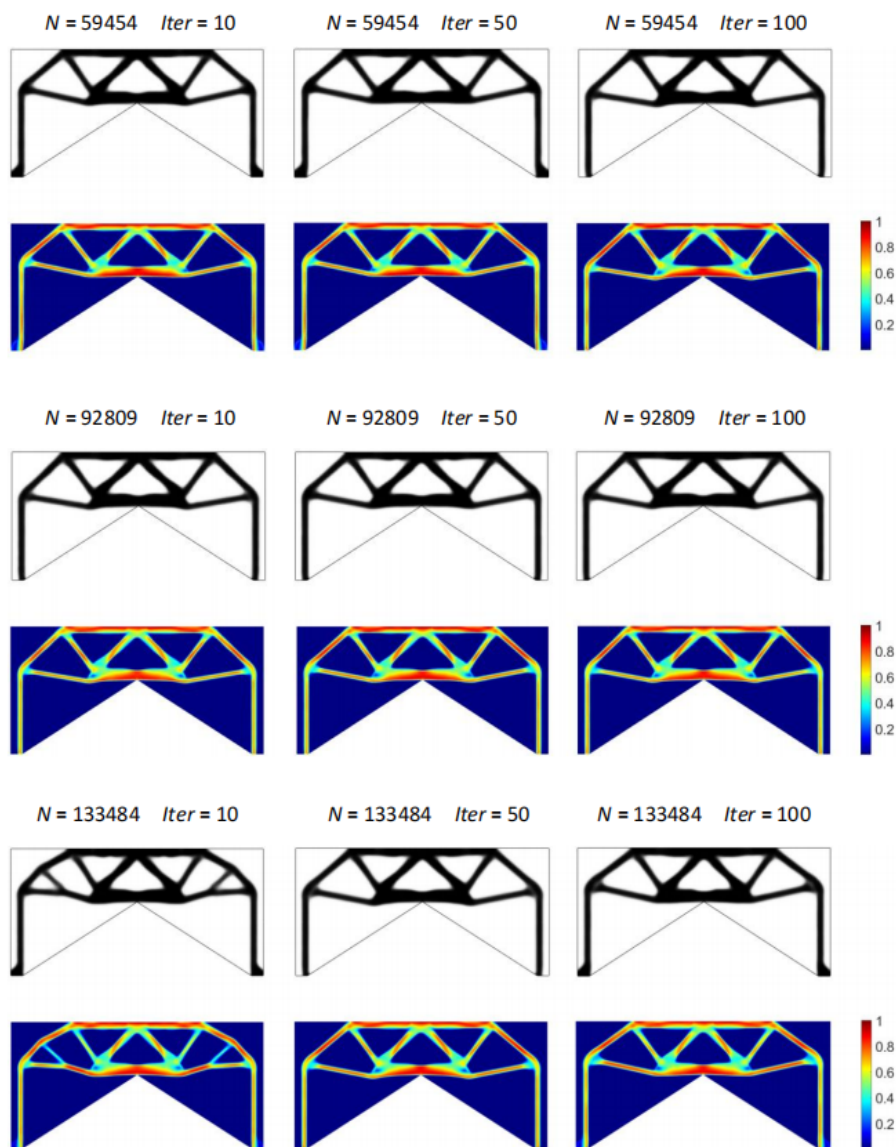 N = 59454 Iter = 10
N = 59454 Iter = 50
N = 59454 Iter = 100
1
0.8
0.6
0.4
0.2
N = 92809 Iter = 10
N = 92809 Iter = 50
N = 92809 Iter = 100
1
0.8
0.6
0.4
0.2
N = 133484 Iter = 10
N = 133484 Iter = 50
N = 133484 Iter = 100
1
0.8
0.6
0.4
0.2